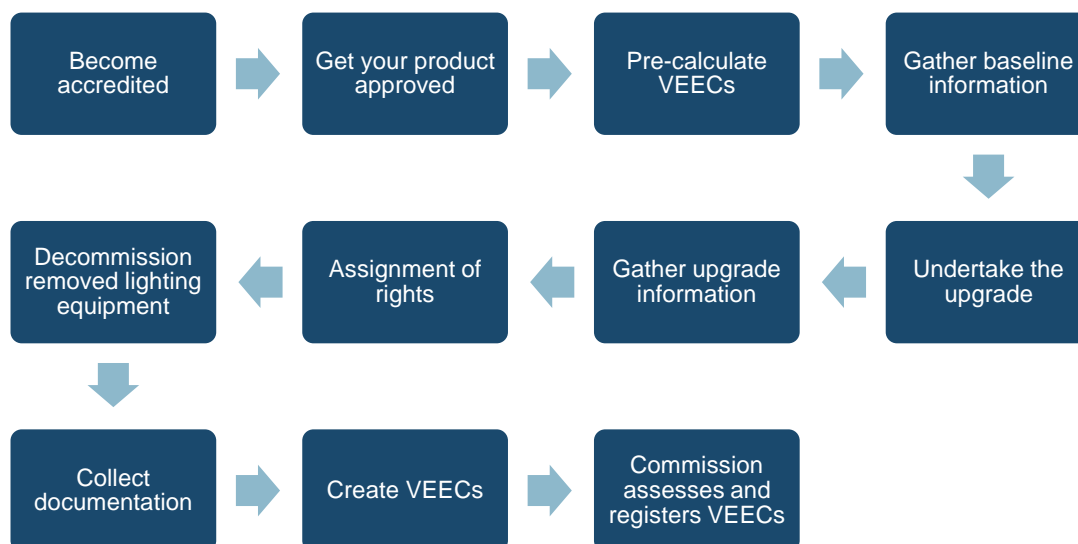 Become
accredited
Get your product
approved
Pre-calculate
VEECs
Gather baseline
information
Undertake the
upgrade
Gather upgrade
information
Assignment of
rights
Decommission
removed lighting
equipment
Collect
documentation
Create VEECs
Commission
assesses and
registers VEECs